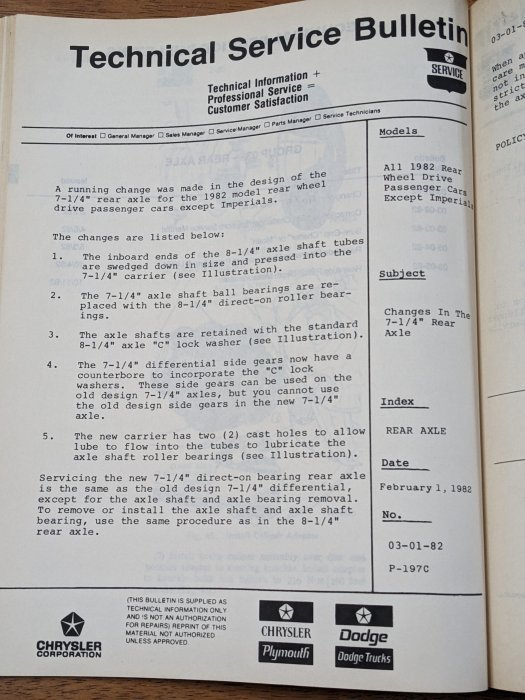 Technical Service Bulletin
Technical Information +
Professional Service =
Customer Satisfaction
SERVICE
Of Interest □ General Manager □ Sales Manager □ Service Manager □ Parts Manager □ Service Technicians
A running change was made in the design of the
7-1/4" rear axle for the 1982 model rear wheel
drive passenger cars except Imperials.
The changes are listed below:
1. The inboard ends of the 8-1/4" axle shaft tubes
are swedged down in size and pressed into the
7-1/4" carrier (see Illustration).
2. The 7-1/4" axle shaft ball bearings are re-
placed with the 8-1/4" direct-on roller bear-
ings.
3. The axle shafts are retained with the standard
8-1/4" axle "C" lock washer (see Illustration).
4. The 7-1/4" differential side gears now have a
counterbore to incorporate the "C" lock
washers. These side gears can be used on the
old design 7-1/4" axles, but you cannot use
the old design side gears in the new 7-1/4"
axle.
5. The new carrier has two (2) cast holes to allow
lube to flow into the tubes to lubricate the
axle shaft roller bearings (see Illustration).
Servicing the new 7-1/4" direct-on bearing rear axle
is the same as the old design 7-1/4" differential,
except for the axle shaft and axle bearing removal.
To remove or install the axle shaft and axle shaft
bearing, use the same procedure as in the 8-1/4"
rear axle.
Models
All 1982 Rear
Wheel Drive
Passenger Cars
Except Imperials
Subject
Changes In The
7-1/4" Rear
Axle
Index
REAR AXLE
Date
February 1, 1982
No.
03-01-82
P-197C
CHRYSLER
CORPORATION
(THIS BULLETIN IS SUPPLIED AS
TECHNICAL INFORMATION ONLY
AND IS NOT AN AUTHORIZATION
FOR REPAIRS) REPRINT OF THIS
MATERIAL NOT AUTHORIZED
UNLESS APPROVED
CHRYSLER
Plymouth
Dodge
Dodge Trucks
03-01-8
When a
care m
not in
strict
the ax
POLIC